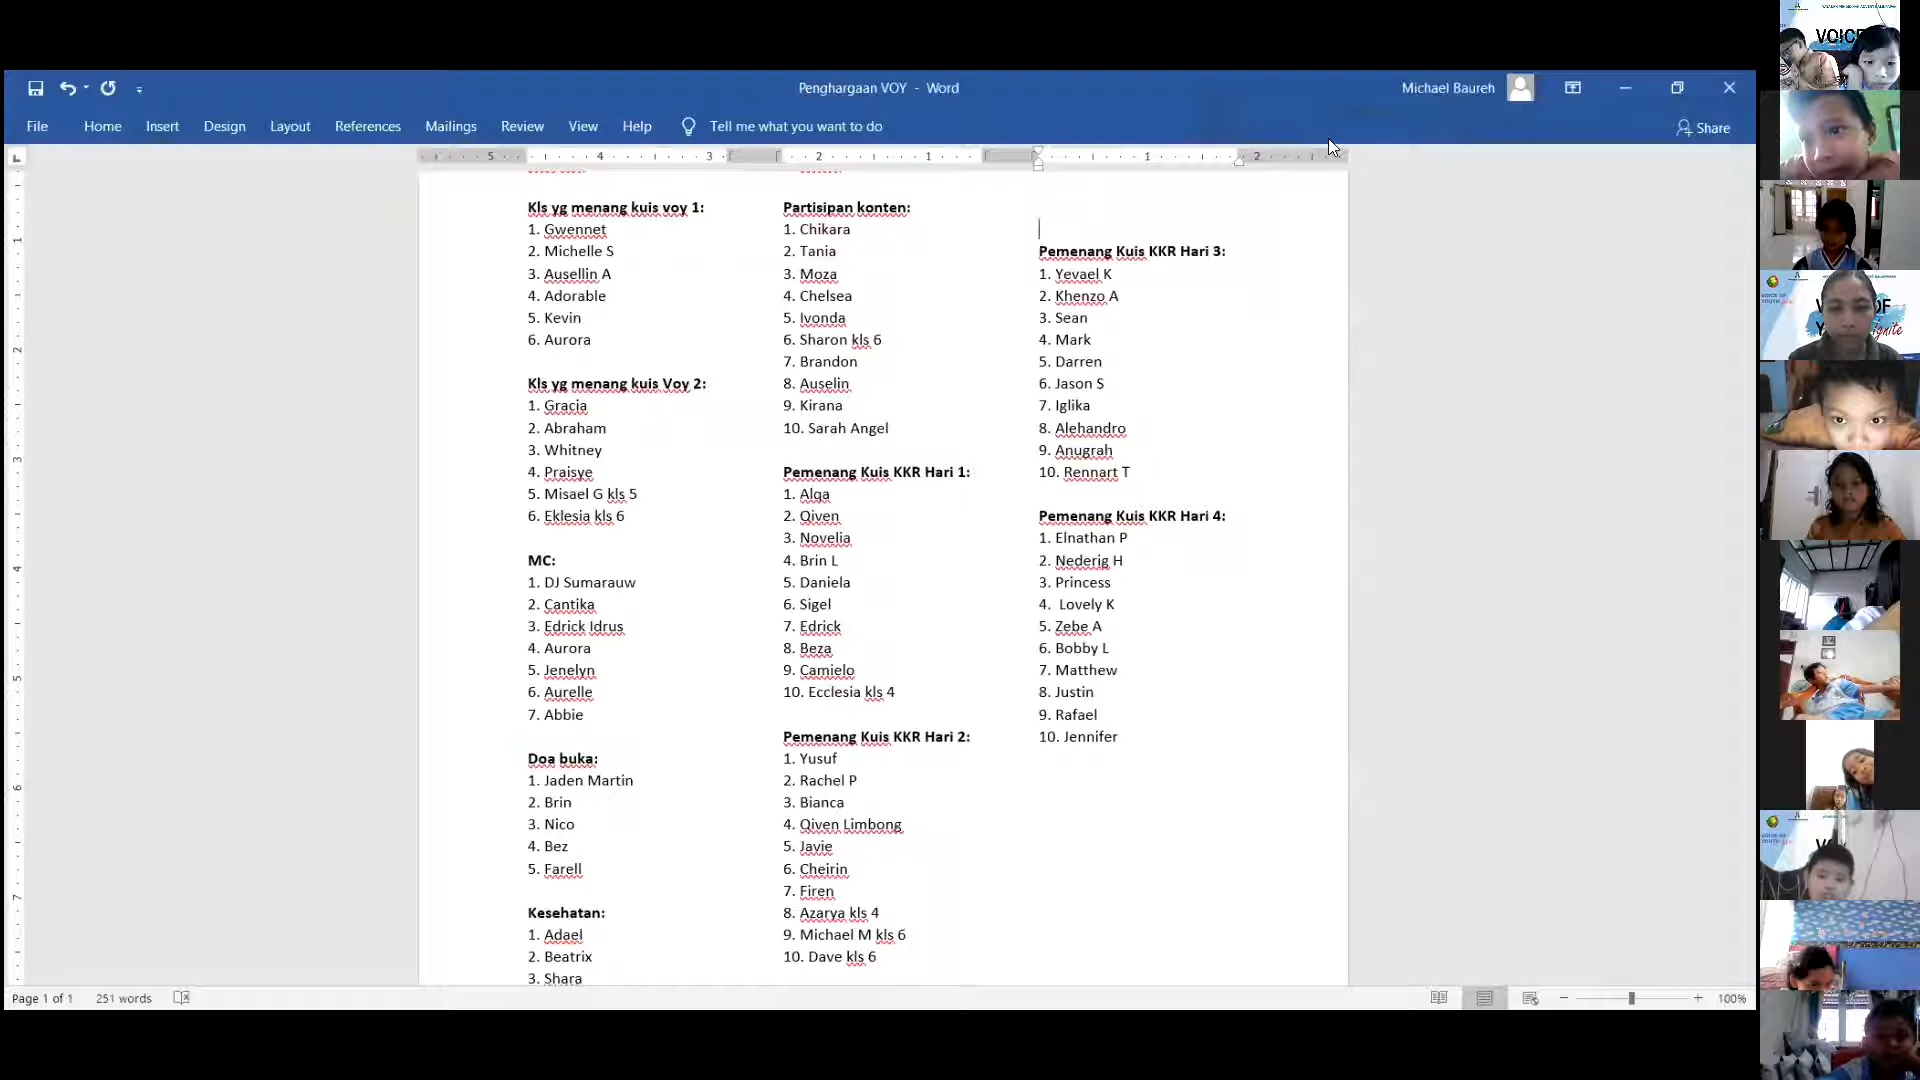 Penghargaan VOY - Word
Michael Baureh
File
Home
Insert
Design
Layout
References
Mailings
Review
View
Help
Tell me what you want to do
Share
Kls yg menang kuis voy 1:
1. Gwennet
2. Michelle S
3. Ausellin A
4. Adorable
5. Kevin
6. Aurora
Kls yg menang kuis Voy 2:
1. Gracia
2. Abraham
3. Whitney
4. Praisye
5. Misael G kls 5
6. Eklesia kls 6
MC:
1. DJ Sumarauw
2. Cantika
3. Edrick Idrus
4. Aurora
5. Jenelyn
6. Aurelle
7. Abbie
Doa buka:
1. Jaden Martin
2. Brin
3. Nico
4. Bez
5. Farell
Kesehatan:
1. Adael
2. Beatrix
3. Shara
Partisipan konten:
1. Chikara
2. Tania
3. Moza
4. Chelsea
5. Ivonda
6. Sharon kls 6
7. Brandon
8. Auselin
9. Kirana
10. Sarah Angel
Pemenang Kuis KKR Hari 1:
1. Alqa
2. Qiven
3. Novelia
4. Brin L
5. Daniela
6. Sigel
7. Edrick
8. Beza
9. Camielo
10. Ecclesia kls 4
Pemenang Kuis KKR Hari 2:
1. Yusuf
2. Rachel P
3. Bianca
4. Qiven Limbong
5. Javie
6. Cheirin
7. Firen
8. Azarya kls 4
9. Michael M kls 6
10. Dave kls 6
Pemenang Kuis KKR Hari 3:
1. Yevael K
2. Khenzo A
3. Sean
4. Mark
5. Darren
6. Jason S
7. Iglika
8. Alehandro
9. Anugrah
10. Rennart T
Pemenang Kuis KKR Hari 4:
1. Elnathan P
2. Nederig H
3. Princess
4.  Lovely K
5. Zebe A
6. Bobby L
7. Matthew
8. Justin
9. Rafael
10. Jennifer
Page 1 of 1
251 words
100%